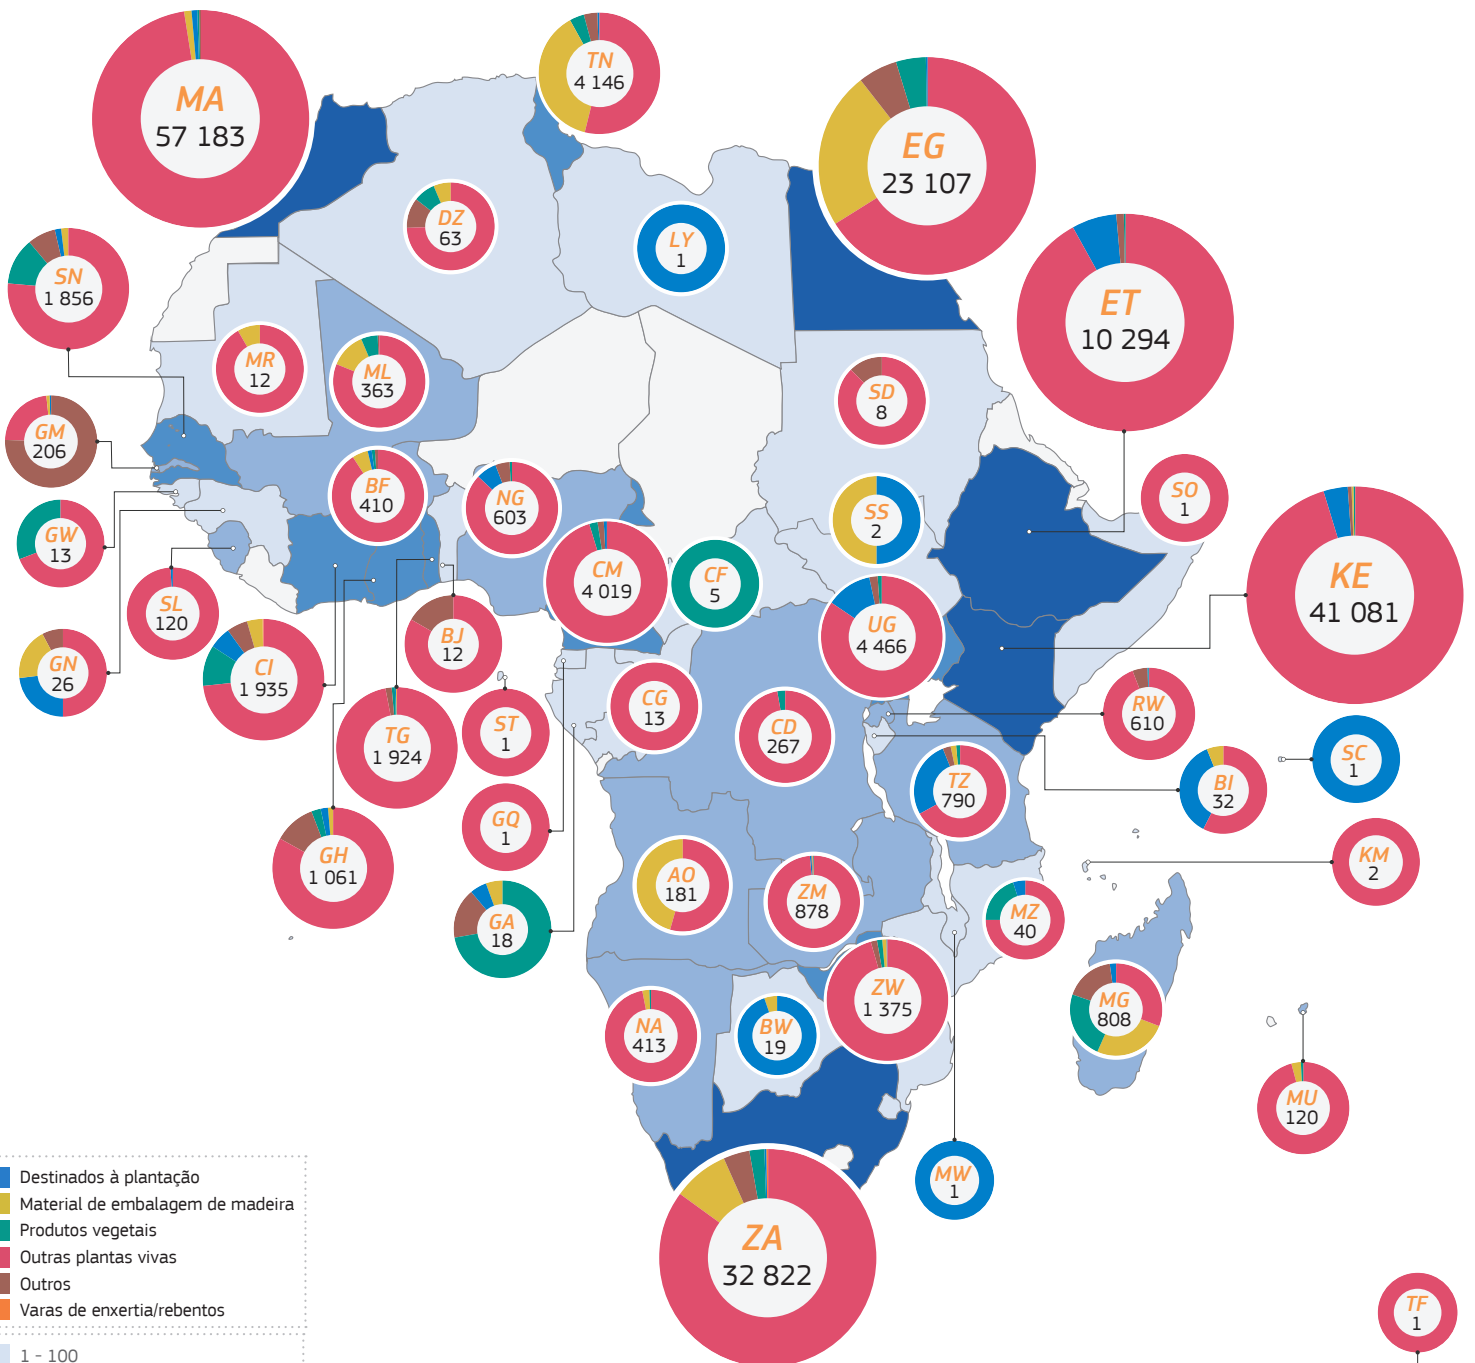 MA
57 183
TN
4 146
EG
23 107
DZ
63
LY
1
ET
10 294
SN
1 856
MR
12
ML
363
SD
8
GM
206
BF
410
NG
603
SS
2
SO
1
GW
13
CM
4 019
CF
5
KE
41 081
SL
120
BJ
12
UG
4 466
GN
26
CI
1 935
CG
13
RW
610
ST
1
CD
267
TG
1 924
SC
1
TZ
790
BI
32
GQ
1
GH
1 061
KM
2
AO
181
ZM
878
MZ
40
GA
18
ZW
1 375
MG
808
NA
413
BW
19
MU
120
MW
1
ZA
32 822
TF
1
Destinados à plantação
Material de embalagem de madeira
Produtos vegetais
Outras plantas vivas
Outros
Varas de enxertia/rebentos
1 - 100